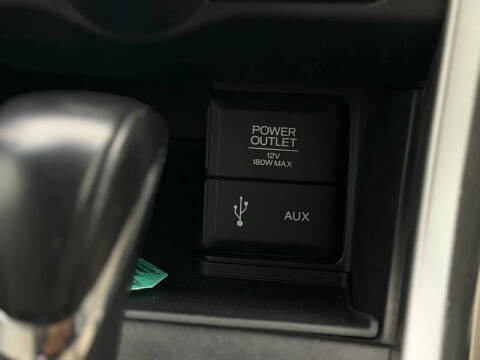 POWER
OUTLET
12V
180W MAX
AUX